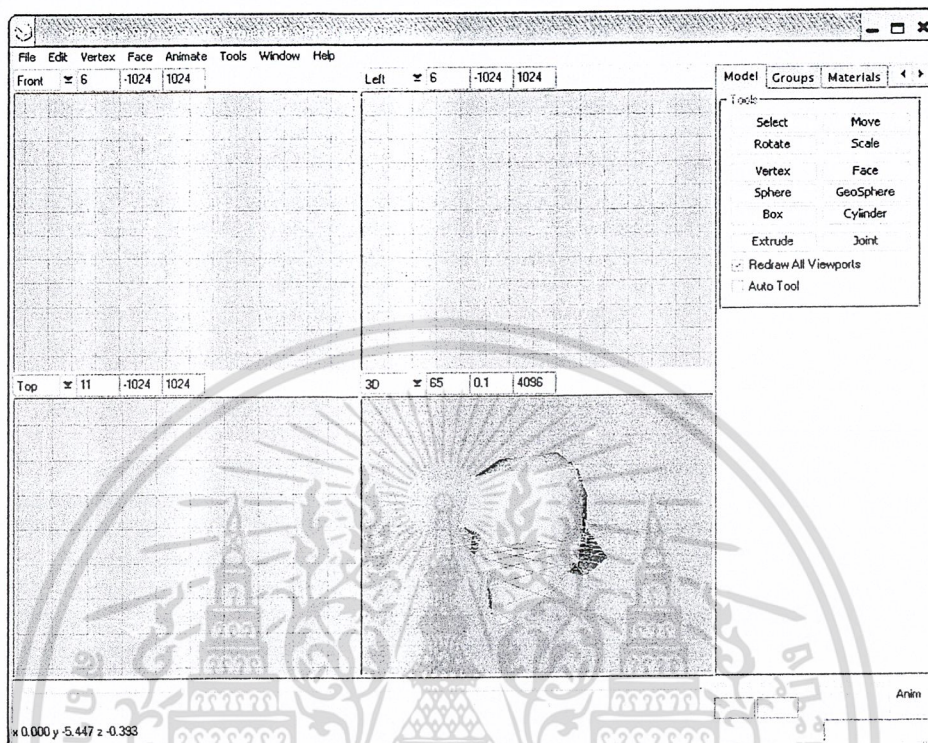 File Edit Vertex Face Animate Tools Window Help
Front 6 -1024 1024
Left 6 -1024 1024
Model Groups Materials
Tools
Select Move
Rotate Scale
Vertex Face
Sphere GeoSphere
Box Cylinder
Extrude Joint
Redraw All Viewports
Auto Tool
Top 11 -1024 1024
3D 65 0.1 4096
Anim
x 0.000 y -5.447 z -0.393